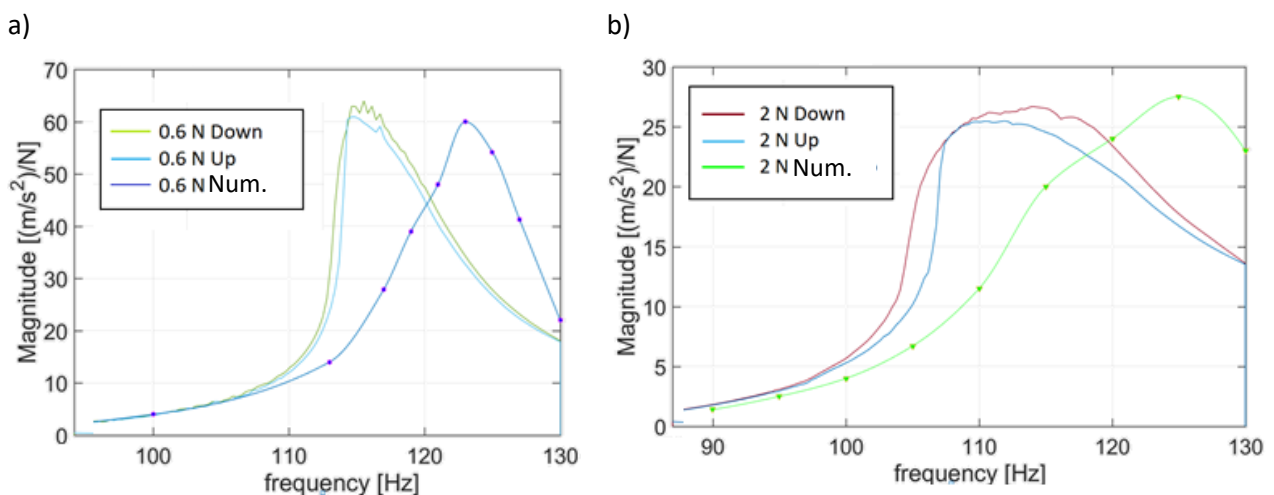 a)
b)
70
60
50
40
30
20
10
0
Magnitude [(m/s²)/N]
0.6 N Down
0.6 N Up
0.6 N Num.
100
110
120
130
frequency [Hz]
30
25
20
15
10
5
0
Magnitude [(m/s²)/N]
2 N Down
2 N Up
2 N Num.
90
100
110
120
130
frequency [Hz]